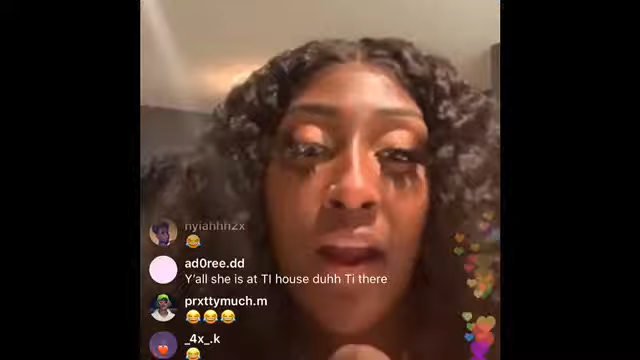 nyiahhh2x
😂
ad0ree.dd
Y'all she is at TI house duhh Ti there
prxttymuch.m
😂😂😂
_4x_.k
😂